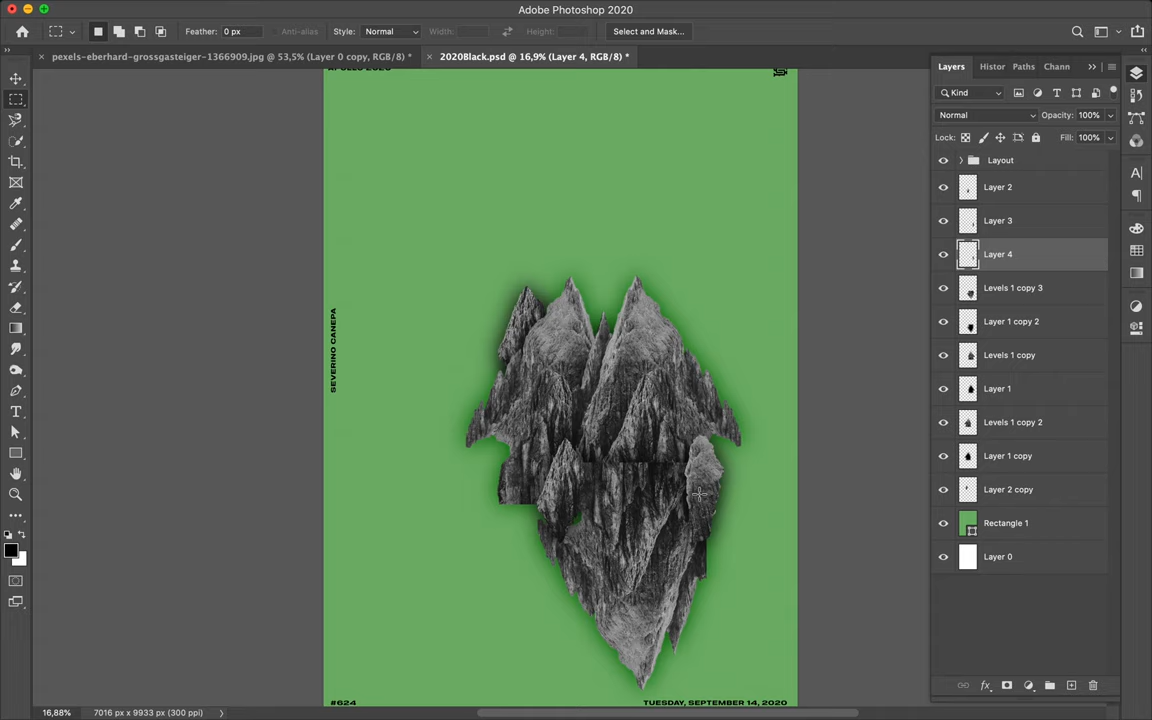 Adobe Photoshop 2020
Feather: 0 px
Anti-alias
Style: Normal
Width:
Height:
Select and Mask...
pexels-eberhard-grossgasteiger-1366909.jpg @ 53,5% (Layer 0 copy, RGB/8) *
2020Black.psd @ 16,9% (Layer 4, RGB/8) *
Layers
Histor
Paths
Chann
Kind
Normal
Opacity: 100%
Lock:
Fill: 100%
Layout
Layer 2
Layer 3
Layer 4
Levels 1 copy 3
Layer 1 copy 2
Levels 1 copy
Layer 1
Levels 1 copy 2
Layer 1 copy
Layer 2 copy
Rectangle 1
Layer 0
SEVERINO CANEPA
#624
TUESDAY, SEPTEMBER 14, 2020
16,88%
7016 px x 9933 px (300 ppi)